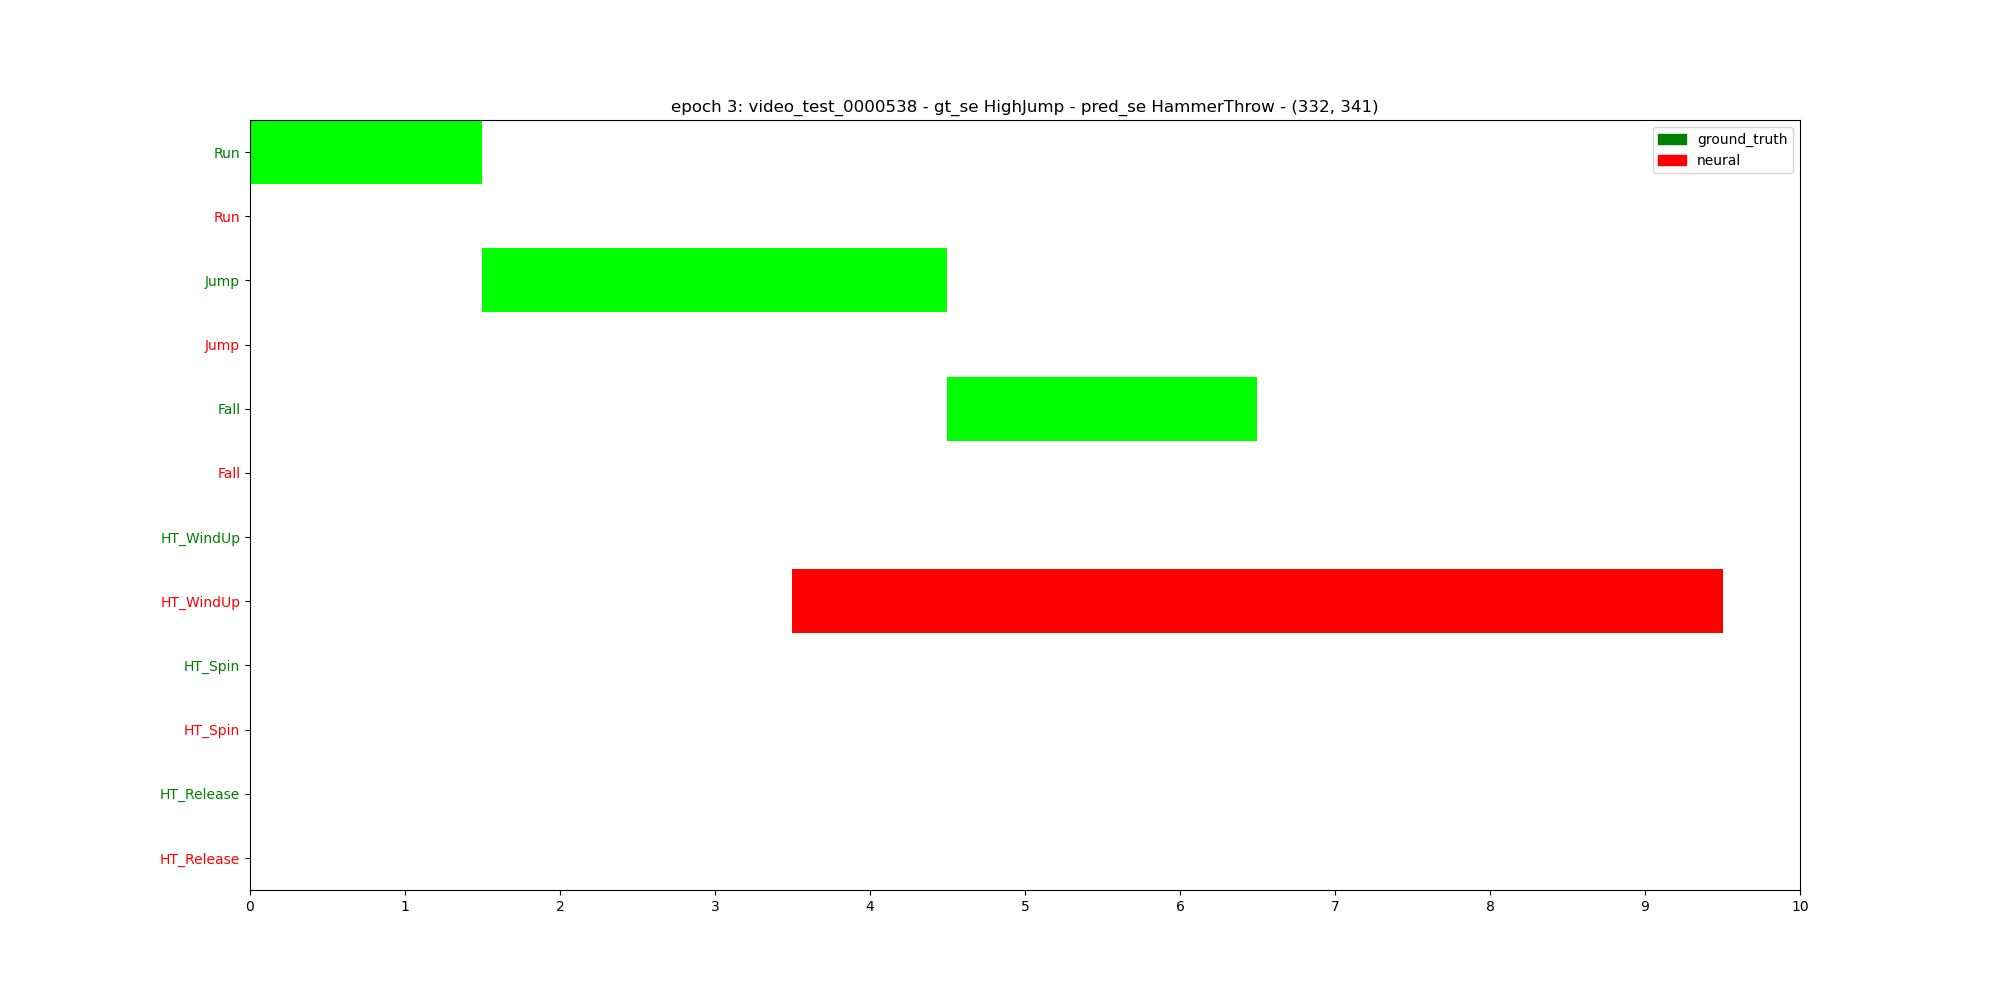 epoch 3: video_test_0000538 - gt_se HighJump - pred_se HammerThrow - (332, 341)
ground_truth
neural
Run
Run
Jump
Jump
Fall
Fall
HT_WindUp
HT_WindUp
HT_Spin
HT_Spin
HT_Release
HT_Release
0 1 2 3 4 5 6 7 8 9 10